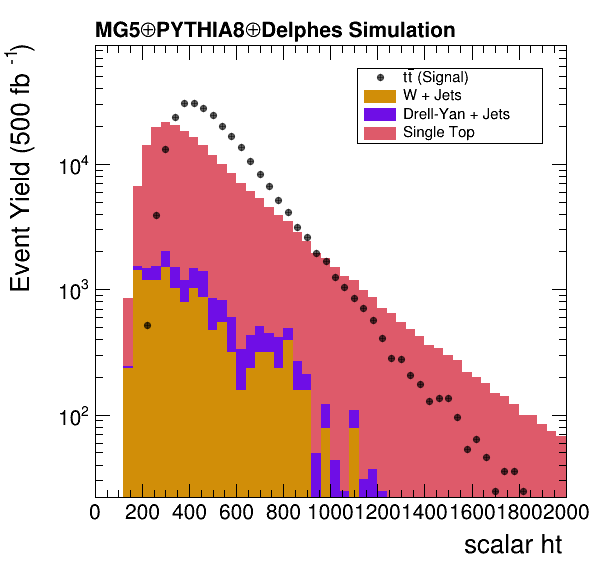 MG5⊕PYTHIA8⊕Delphes Simulation
Event Yield (500 fb⁻¹)
tt̄ (Signal)
W + Jets
Drell-Yan + Jets
Single Top
10⁴
10³
10²
0 200 400 600 800 1000 1200 1400 1600 1800 2000
scalar ht